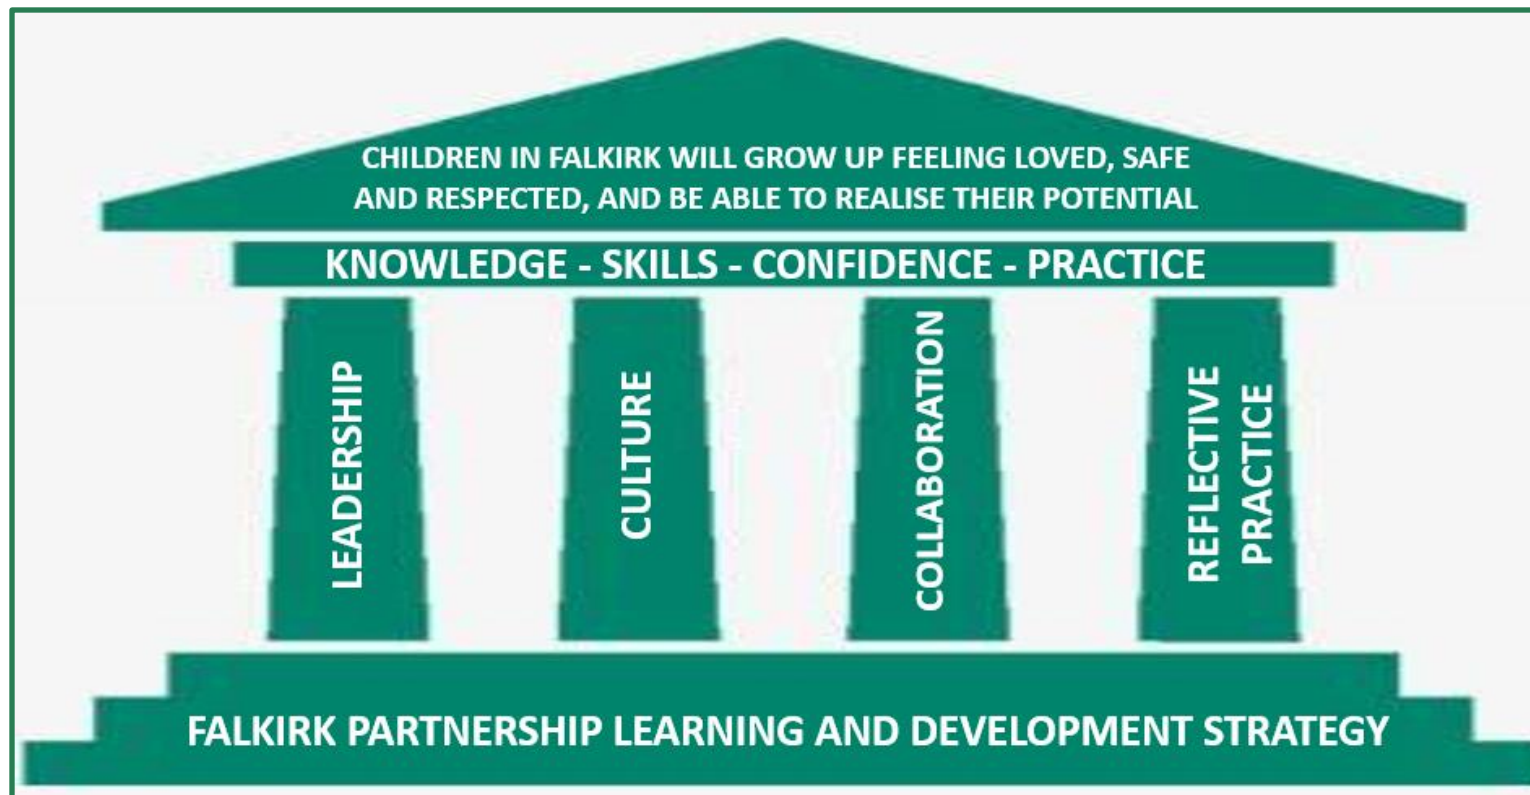 CHILDREN IN FALKIRK WILL GROW UP FEELING LOVED, SAFE
AND RESPECTED, AND BE ABLE TO REALISE THEIR POTENTIAL
KNOWLEDGE - SKILLS - CONFIDENCE - PRACTICE
LEADERSHIP
CULTURE
COLLABORATION
REFLECTIVE
PRACTICE
FALKIRK PARTNERSHIP LEARNING AND DEVELOPMENT STRATEGY